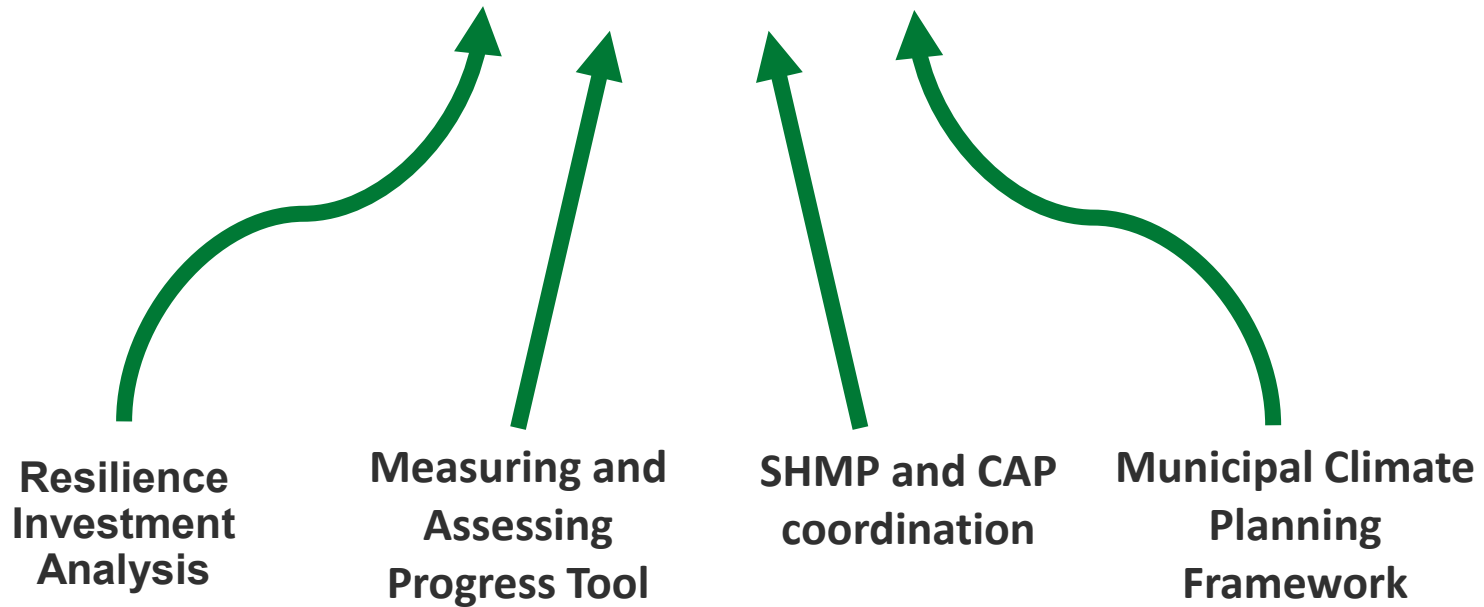 Resilience
Investment
Analysis
Measuring and
Assessing
Progress Tool
SHMP and CAP
coordination
Municipal Climate
Planning
Framework